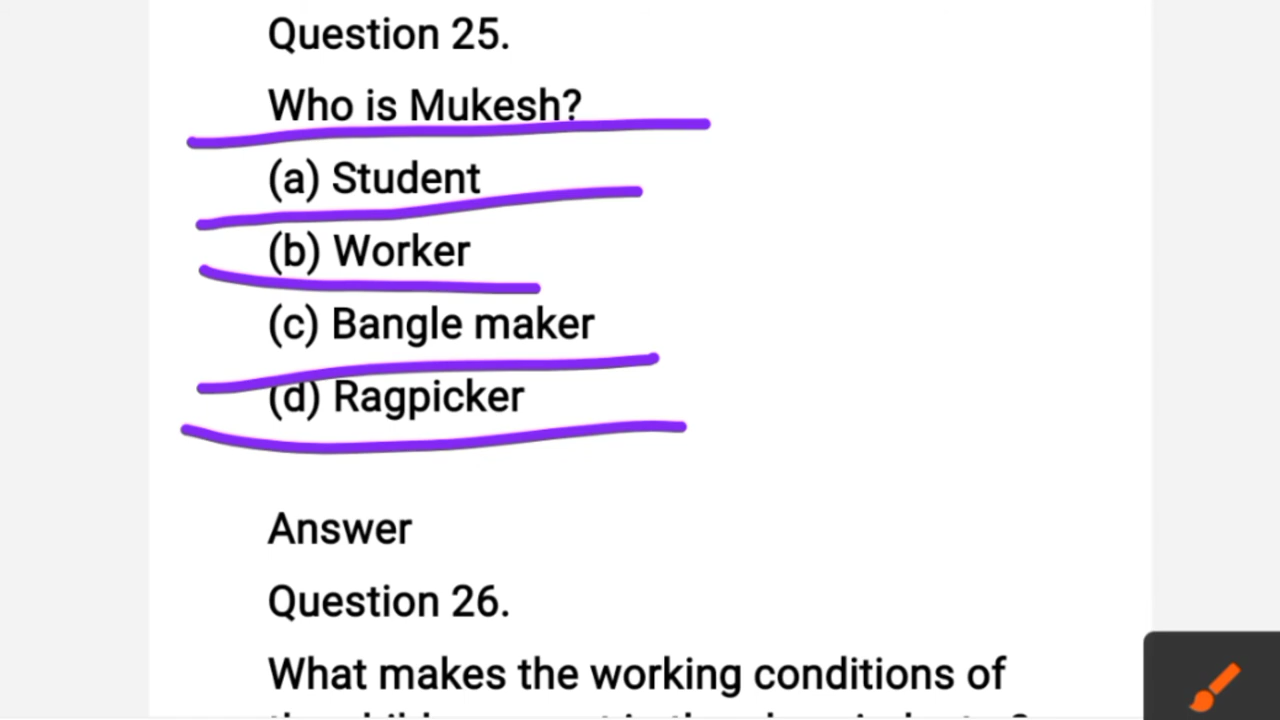 Question 25.
Who is Mukesh?
(a) Student
(b) Worker
(c) Bangle maker
(d) Ragpicker
Answer
Question 26.
What makes the working conditions of